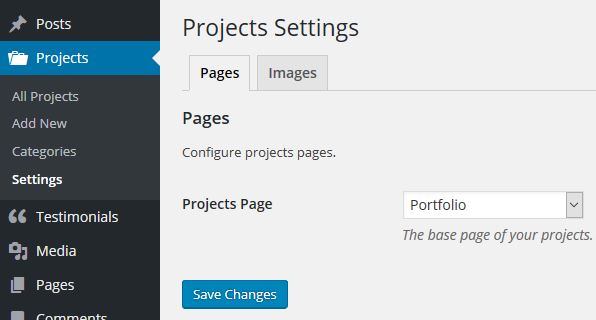 Posts
Projects
All Projects
Add New
Categories
Settings
Testimonials
Media
Pages
Comments
Projects Settings
Pages Images
Pages
Configure projects pages.
Projects Page Portfolio
The base page of your projects.
Save Changes